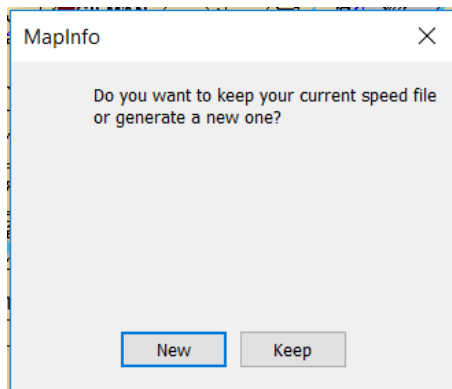 MapInfo
Do you want to keep your current speed file
or generate a new one?
New
Keep